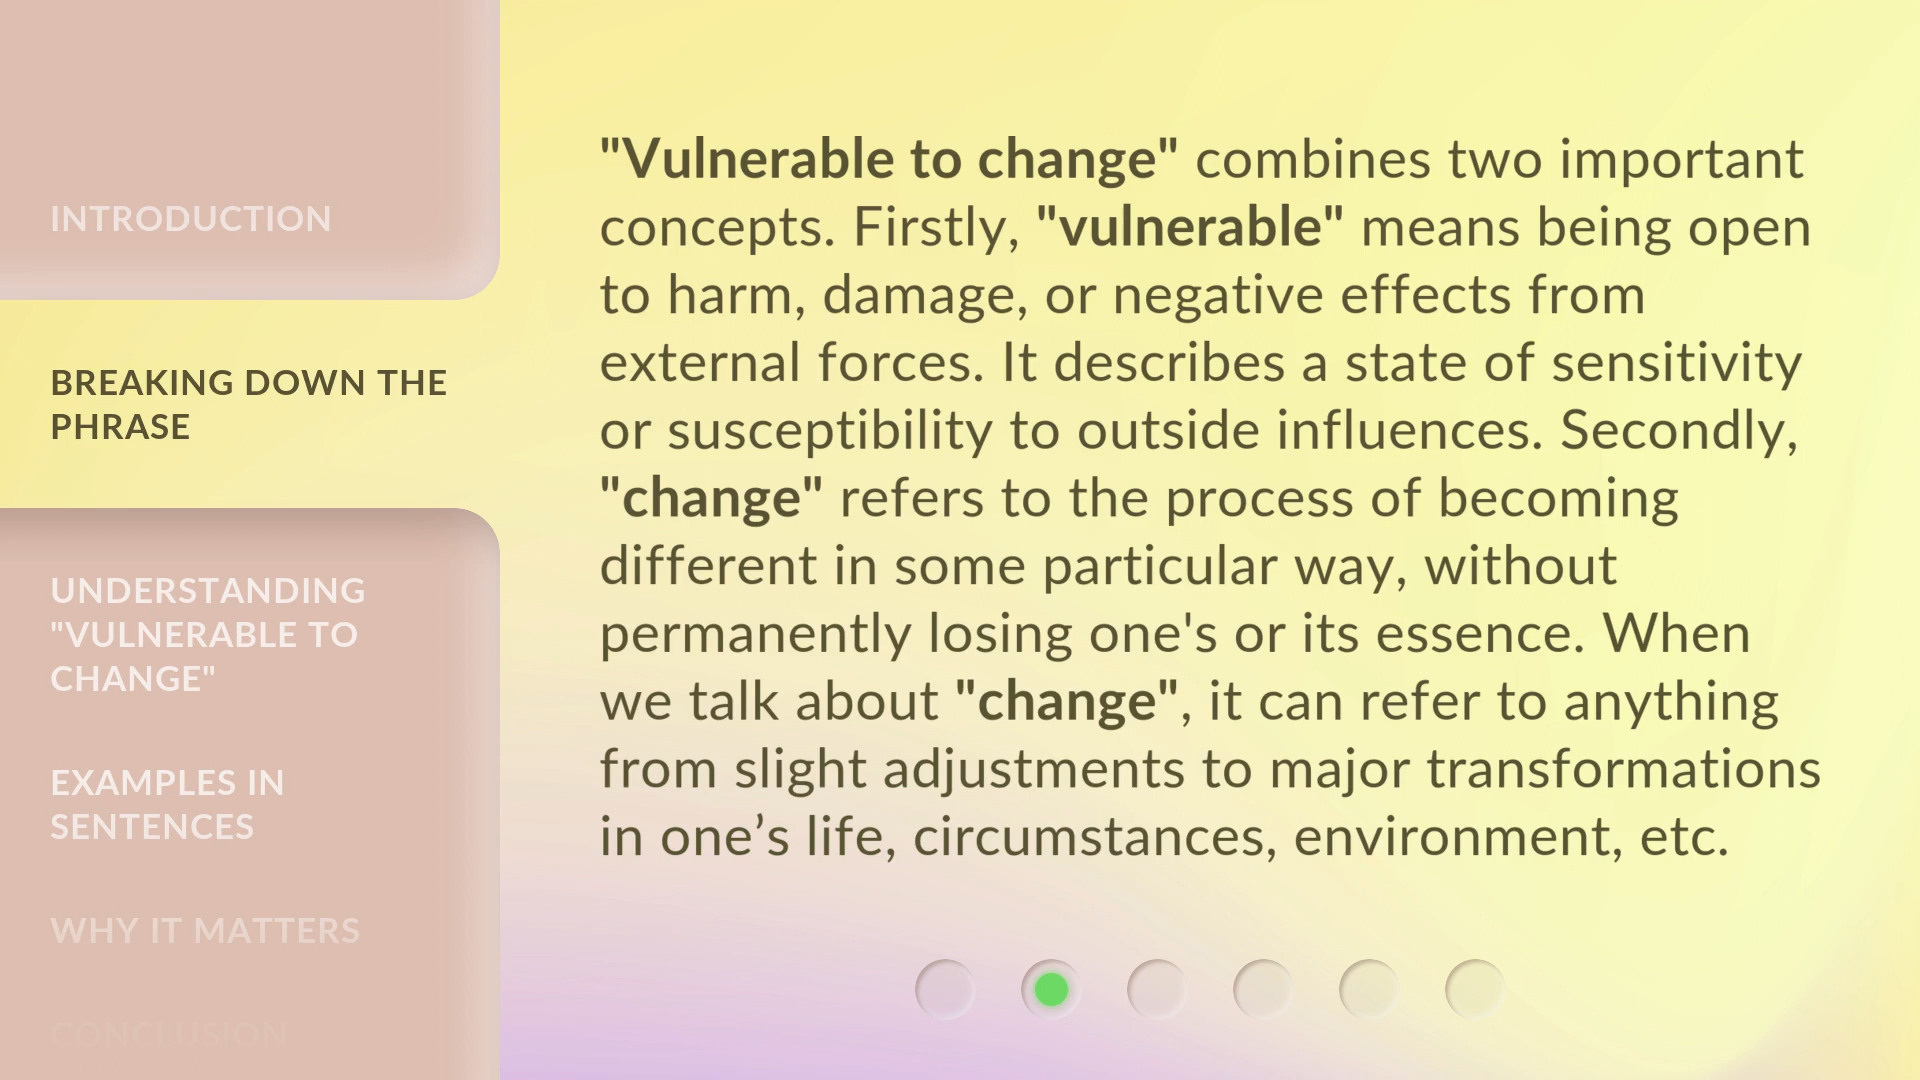 INTRODUCTION
BREAKING DOWN THE
PHRASE
UNDERSTANDING
"VULNERABLE TO
CHANGE"
EXAMPLES IN
SENTENCES
WHY IT MATTERS
CONCLUSION
"Vulnerable to change" combines two important
concepts. Firstly, "vulnerable" means being open
to harm, damage, or negative effects from
external forces. It describes a state of sensitivity
or susceptibility to outside influences. Secondly,
"change" refers to the process of becoming
different in some particular way, without
permanently losing one's or its essence. When
we talk about "change", it can refer to anything
from slight adjustments to major transformations
in one’s life, circumstances, environment, etc.